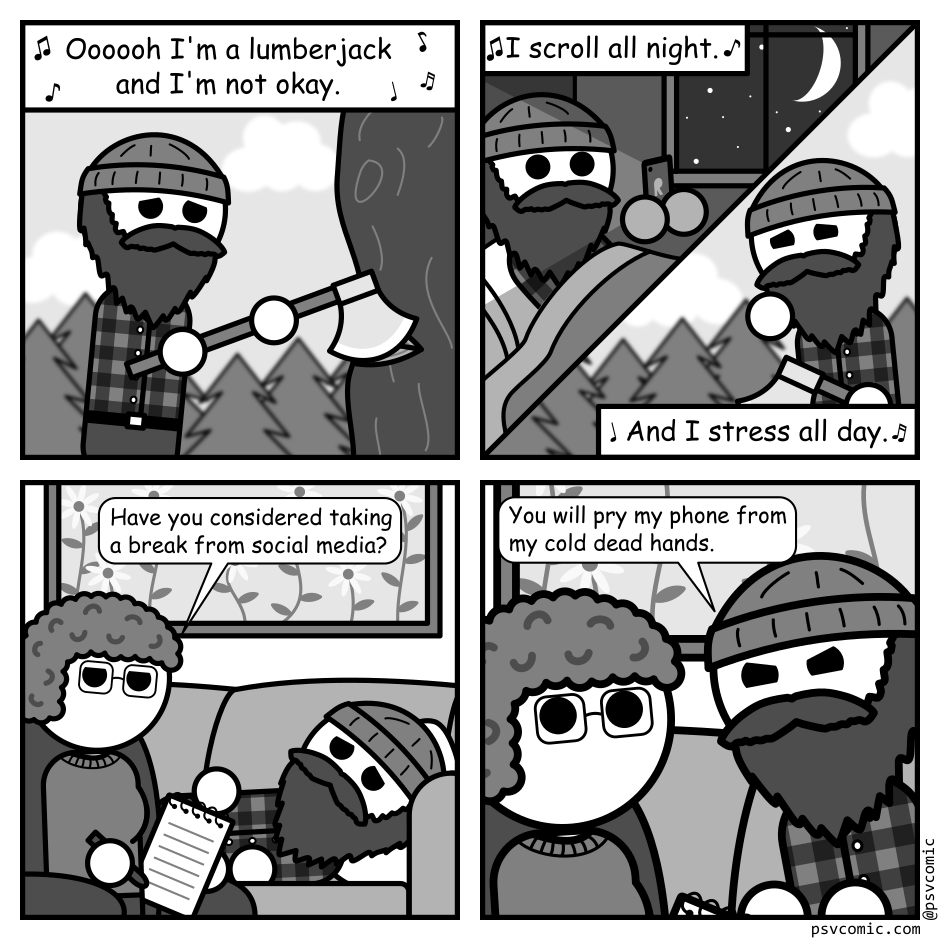 Oooooh I'm a lumberjack
and I'm not okay.
I scroll all night.
And I stress all day.
Have you considered taking
a break from social media?
You will pry my phone from
my cold dead hands.
@psvcomic
psvcomic.com